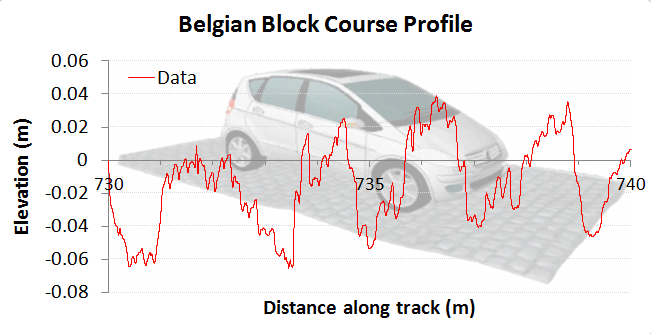 Belgian Block Course Profile
0.06
Data
0.04
0.02
0
730
735
740
-0.02
-0.04
-0.06
-0.08
Elevation (m)
Distance along track (m)